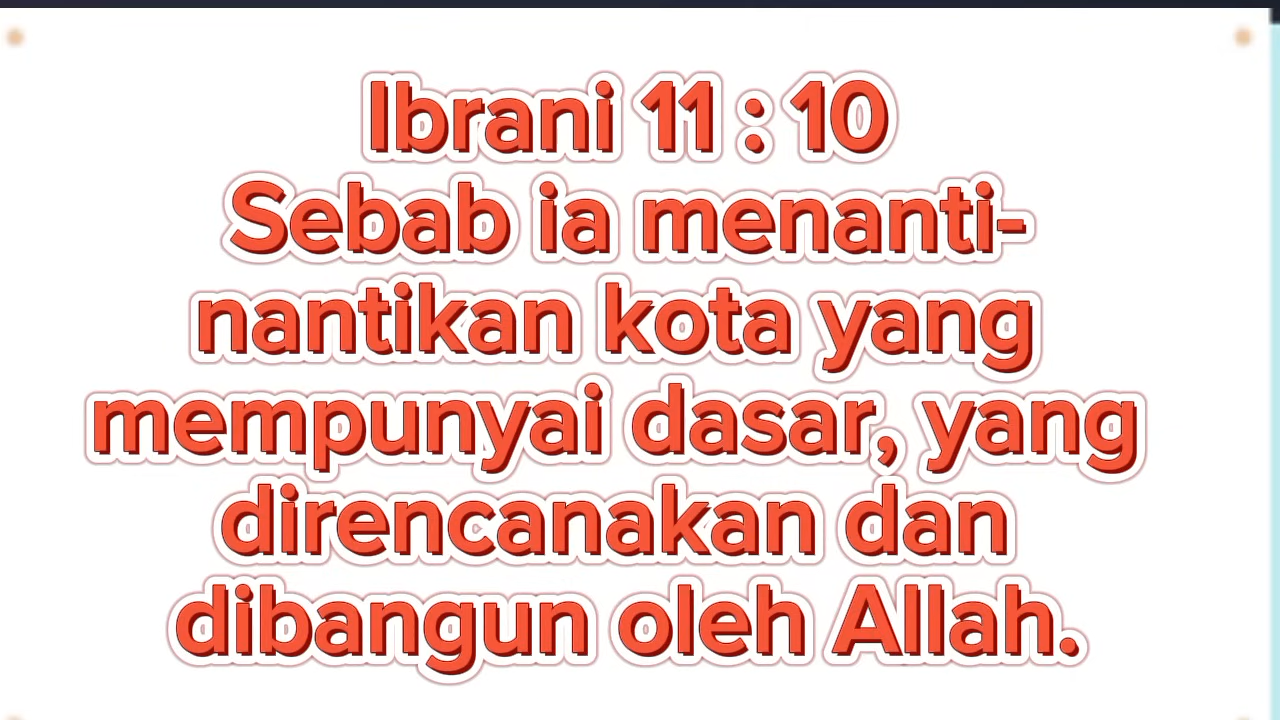 Ibrani 11 : 10
Sebab ia menanti-
nantikan kota yang
mempunyai dasar, yang
direncanakan dan
dibangun oleh Allah.